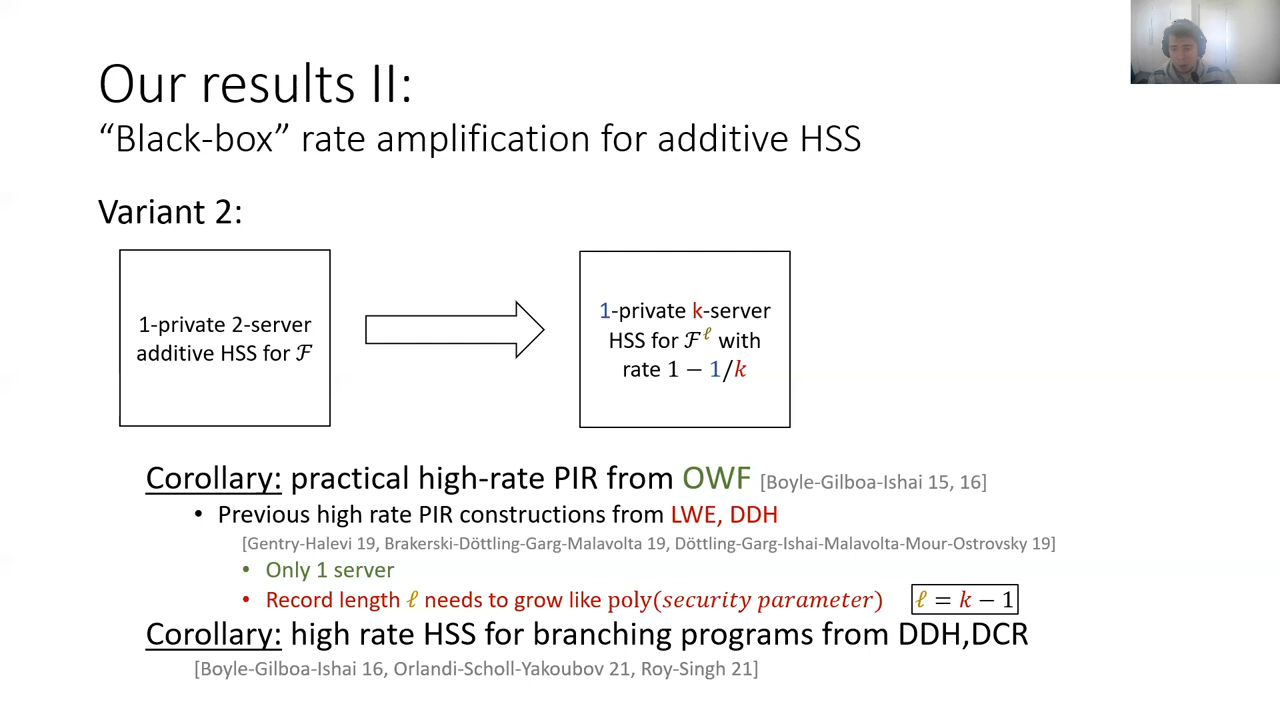 Our results II:
“Black-box” rate amplification for additive HSS
Variant 2:
1-private 2-server
additive HSS for ℱ
1-private k-server
HSS for ℱ^ℓ with
rate 1 − 1/k
Corollary: practical high-rate PIR from OWF [Boyle-Gilboa-Ishai 15, 16]
• Previous high rate PIR constructions from LWE, DDH
[Gentry-Halevi 19, Brakerski-Döttling-Garg-Malavolta 19, Döttling-Garg-Ishai-Malavolta-Mour-Ostrovsky 19]
• Only 1 server
• Record length ℓ needs to grow like poly(security parameter) ℓ = k − 1
Corollary: high rate HSS for branching programs from DDH,DCR
[Boyle-Gilboa-Ishai 16, Orlandi-Scholl-Yakoubov 21, Roy-Singh 21]